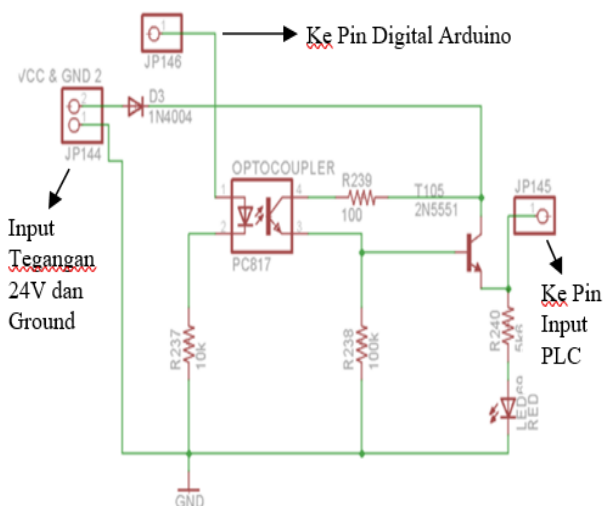 1
Ke Pin Digital Arduino
JP146
VCC & GND 2
2
1
D3
1N4004
JP144
OPTOCOUPLER
1
4
2
3
PC817
R239
100
T105
2N5551
JP145
1
Input
Tegangan
24V dan
Ground
Ke Pin
Input
PLC
R237
10k
R238
100k
R240
5k6
RED
GND